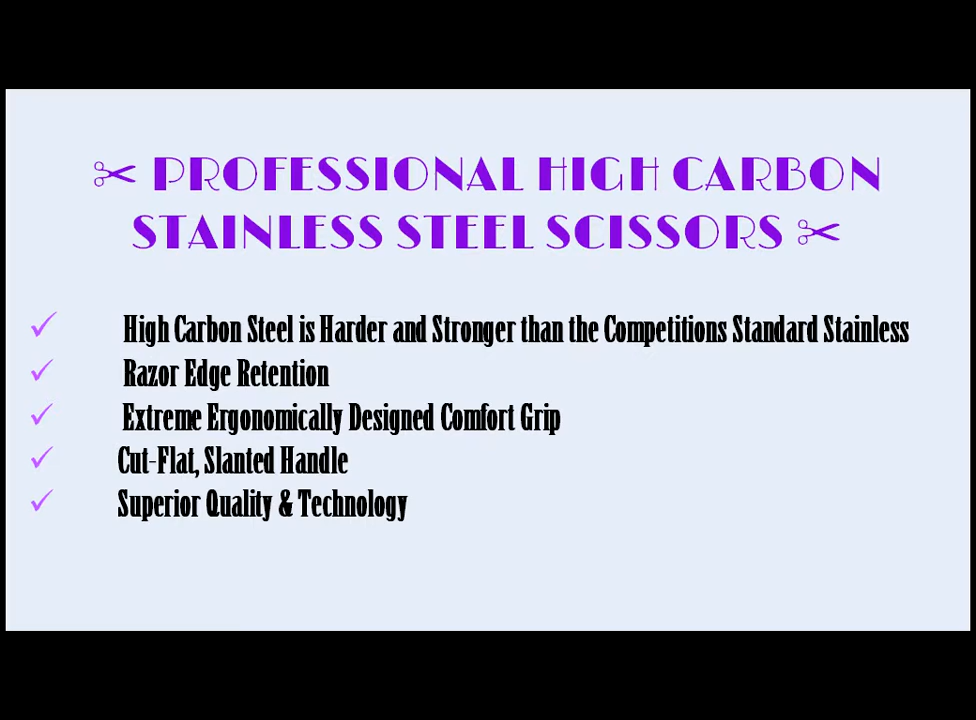 ✂ PROFESSIONAL HIGH CARBON
STAINLESS STEEL SCISSORS ✂
✓ High Carbon Steel is Harder and Stronger than the Competitions Standard Stainless
✓ Razor Edge Retention
✓ Extreme Ergonomically Designed Comfort Grip
✓ Cut-Flat, Slanted Handle
✓ Superior Quality & Technology